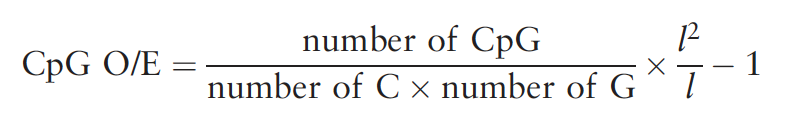 CpG O/E = number of CpG / number of C × number of G × l² / l − 1